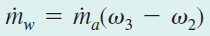 ṁw = ṁa(ω3 − ω2)